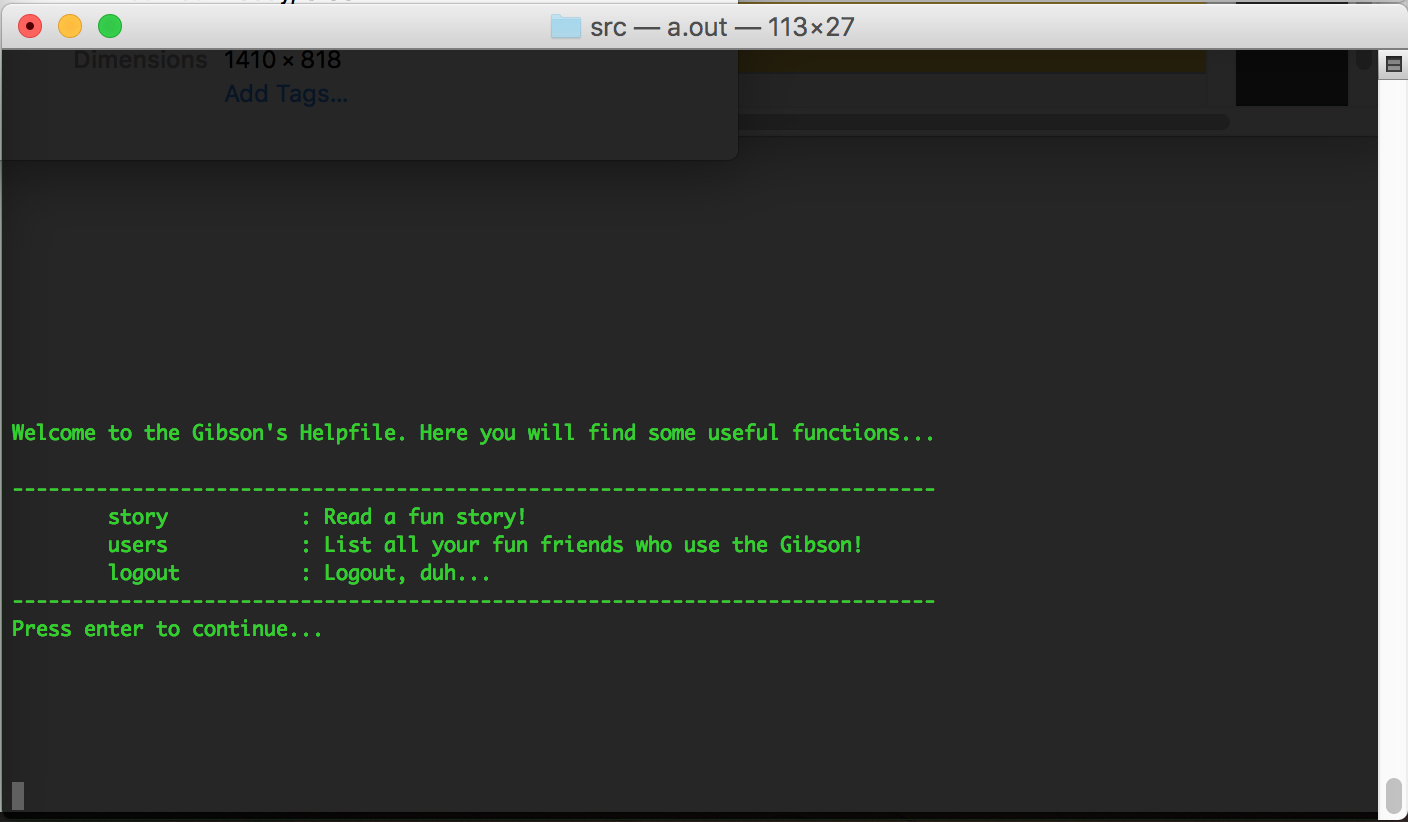 src — a.out — 113×27
Dimensions 1410 × 818
Add Tags...
Welcome to the Gibson's Helpfile. Here you will find some useful functions...
-----------------------------------------------------------------------------
story : Read a fun story!
users : List all your fun friends who use the Gibson!
logout : Logout, duh...
-----------------------------------------------------------------------------
Press enter to continue...